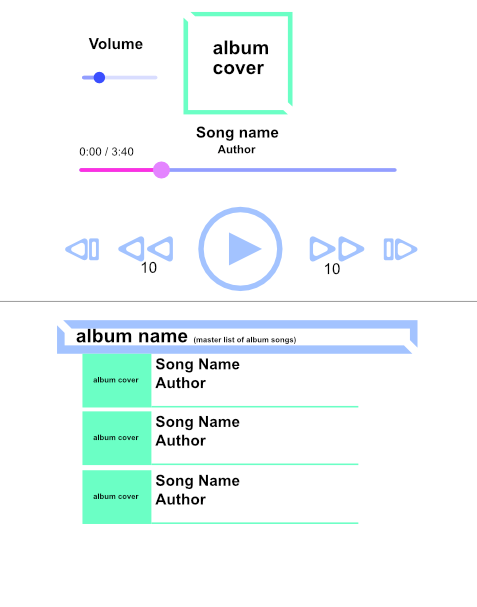 Volume
album
cover
Song name
Author
0:00 / 3:40
10
10
album name (master list of album songs)
album cover
Song Name
Author
album cover
Song Name
Author
album cover
Song Name
Author